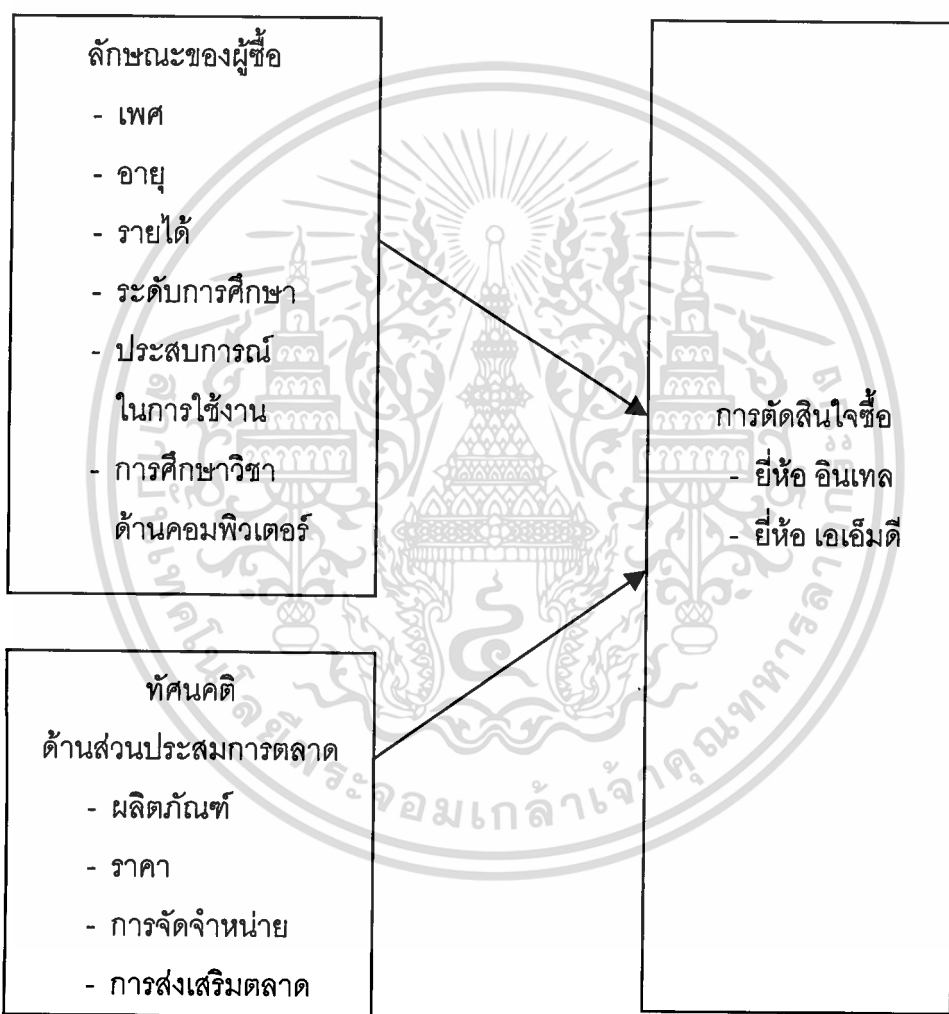 ลักษณะของผู้ซื้อ
- เพศ
- อายุ
- รายได้
- ระดับการศึกษา
- ประสบการณ์
ในการใช้งาน
- การศึกษาวิชา
ด้านคอมพิวเตอร์
ทัศนคติ
ด้านส่วนประสมการตลาด
- ผลิตภัณฑ์
- ราคา
- การจัดจำหน่าย
- การส่งเสริมตลาด
การตัดสินใจซื้อ
- ยี่ห้อ อินเทล
- ยี่ห้อ เอเอ็มดี